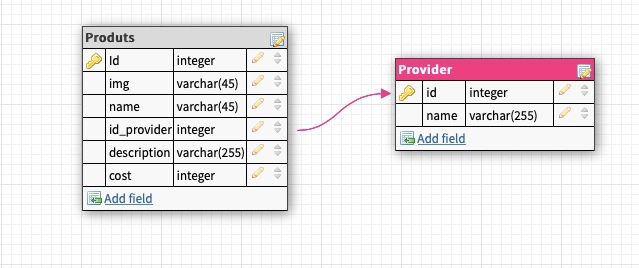 Produts
Id integer
img varchar(45)
name varchar(45)
id_provider integer
description varchar(255)
cost integer
Add field
Provider
id integer
name varchar(255)
Add field